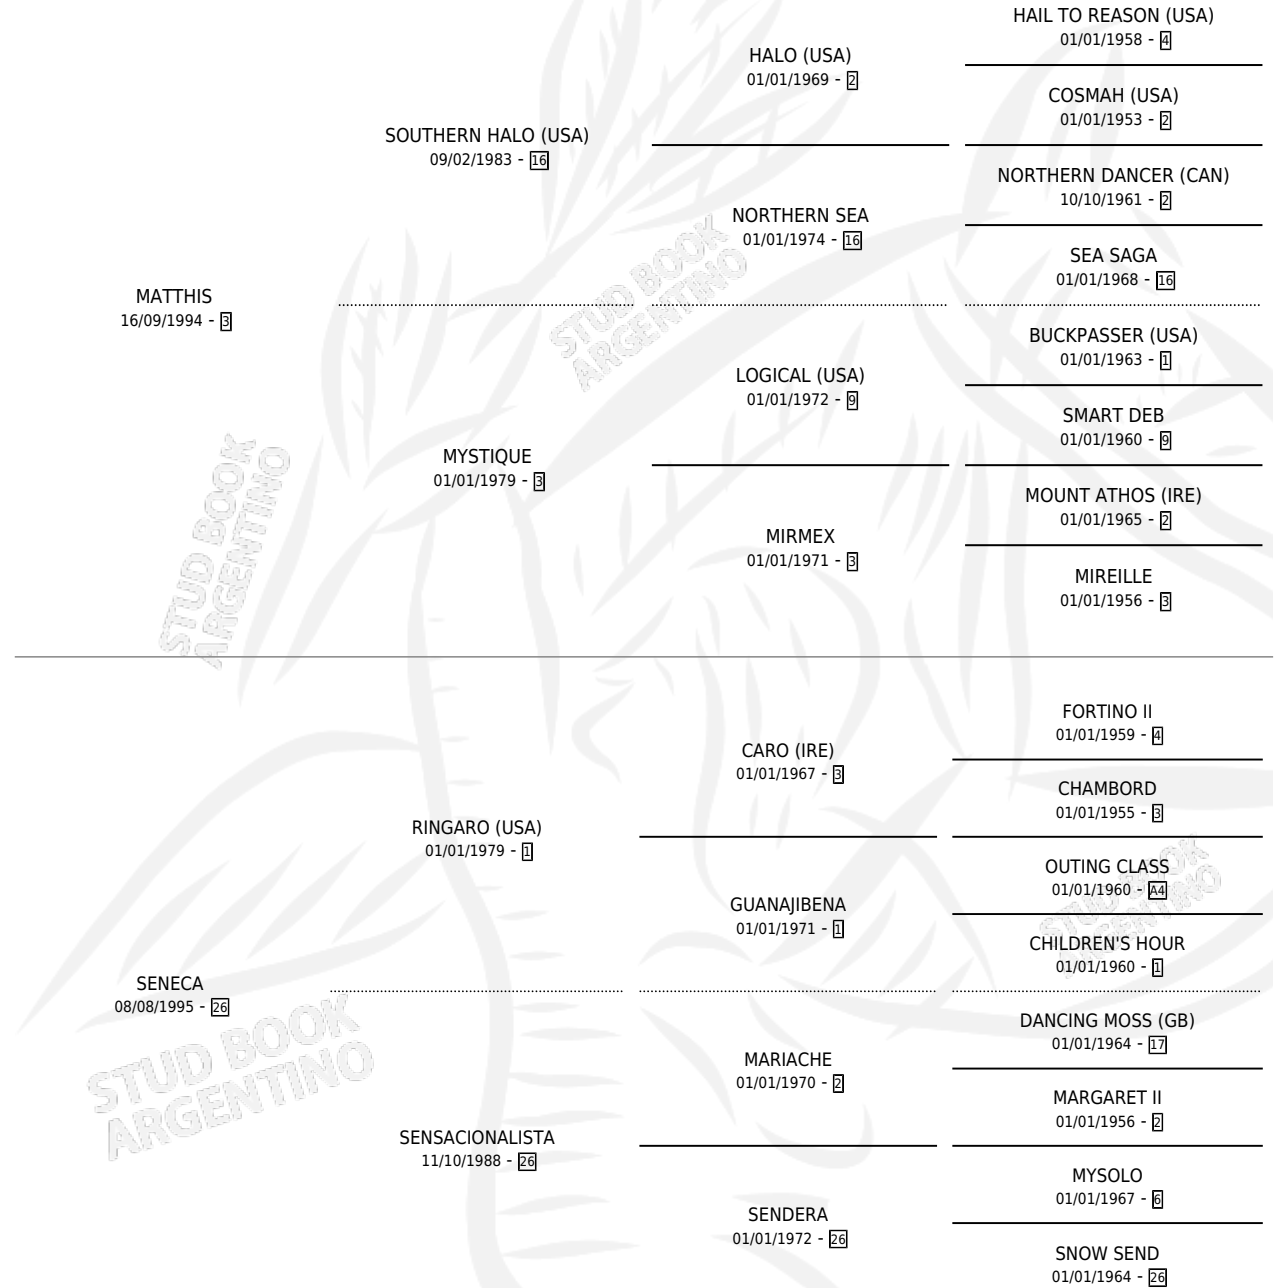 HAIL TO REASON (USA)
01/01/1958 - 4
HALO (USA)
01/01/1969 - 2
COSMAH (USA)
01/01/1953 - 2
SOUTHERN HALO (USA)
09/02/1983 - 16
NORTHERN DANCER (CAN)
10/10/1961 - 2
NORTHERN SEA
01/01/1974 - 16
SEA SAGA
01/01/1968 - 16
MATTHIS
16/09/1994 - 3
STUD BOOK
ARGENTINO
BUCKPASSER (USA)
01/01/1963 - 1
LOGICAL (USA)
01/01/1972 - 9
SMART DEB
01/01/1960 - 9
MYSTIQUE
01/01/1979 - 3
STUD BOOK
ARGENTINO
MOUNT ATHOS (IRE)
01/01/1965 - 2
MIRMEX
01/01/1971 - 3
MIREILLE
01/01/1956 - 3
FORTINO II
01/01/1959 - 4
CARO (IRE)
01/01/1967 - 3
CHAMBORD
01/01/1955 - 3
RINGARO (USA)
01/01/1979 - 1
OUTING CLASS
01/01/1960 - A4
GUANAJIBENA
01/01/1971 - 1
STUD BOOK
ARGENTINO
CHILDREN'S HOUR
01/01/1960 - 1
SENECA
08/08/1995 - 26
STUD BOOK
ARGENTINO
DANCING MOSS (GB)
01/01/1964 - 17
MARIACHE
01/01/1970 - 2
MARGARET II
01/01/1956 - 2
SENSACIONALISTA
11/10/1988 - 26
MYSOLO
01/01/1967 - 6
SENDERA
01/01/1972 - 26
SNOW SEND
01/01/1964 - 26